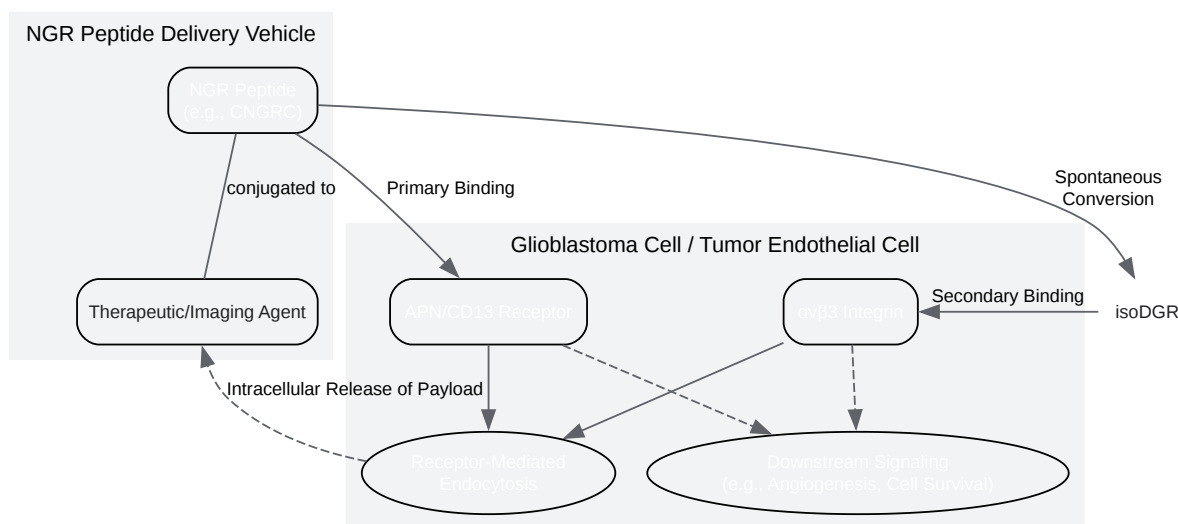 NGR Peptide Delivery Vehicle
NGR Peptide
(e.g., CNGRC)
conjugated to
Primary Binding
Spontaneous
Conversion
Glioblastoma Cell / Tumor Endothelial Cell
Therapeutic/Imaging Agent
APN/CD13 Receptor
αvβ3 Integrin
Secondary Binding
isoDGR
Intracellular Release of Payload
Receptor-Mediated
Endocytosis
Downstream Signaling
(e.g., Angiogenesis, Cell Survival)